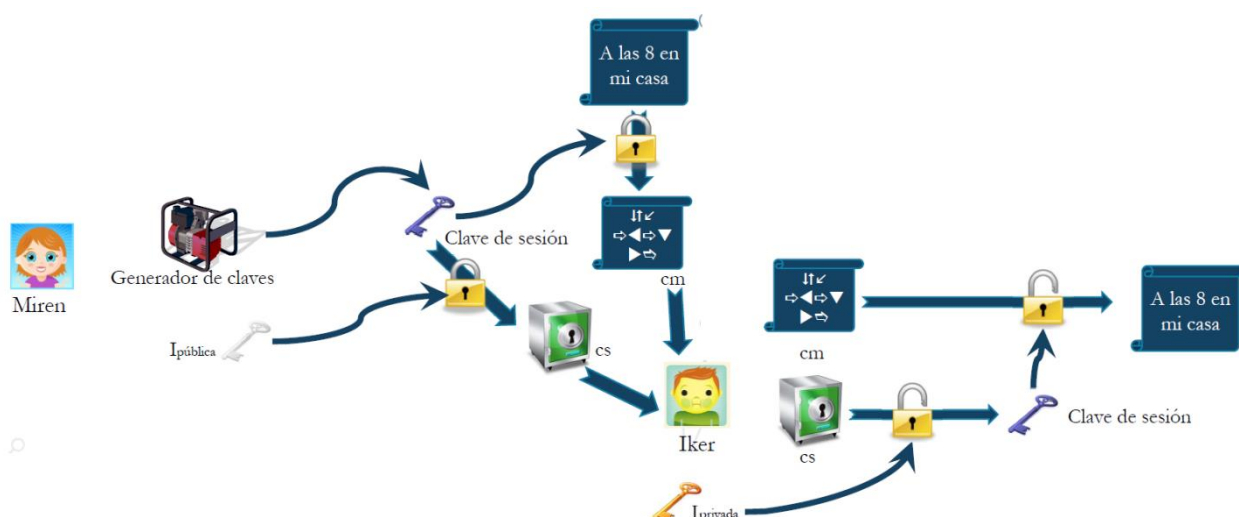 A las 8 en
mi casa
Clave de sesión
Generador de claves
Miren
Ipública
cs
cm
Iker
cm
A las 8 en
mi casa
cs
Clave de sesión
Iprivada